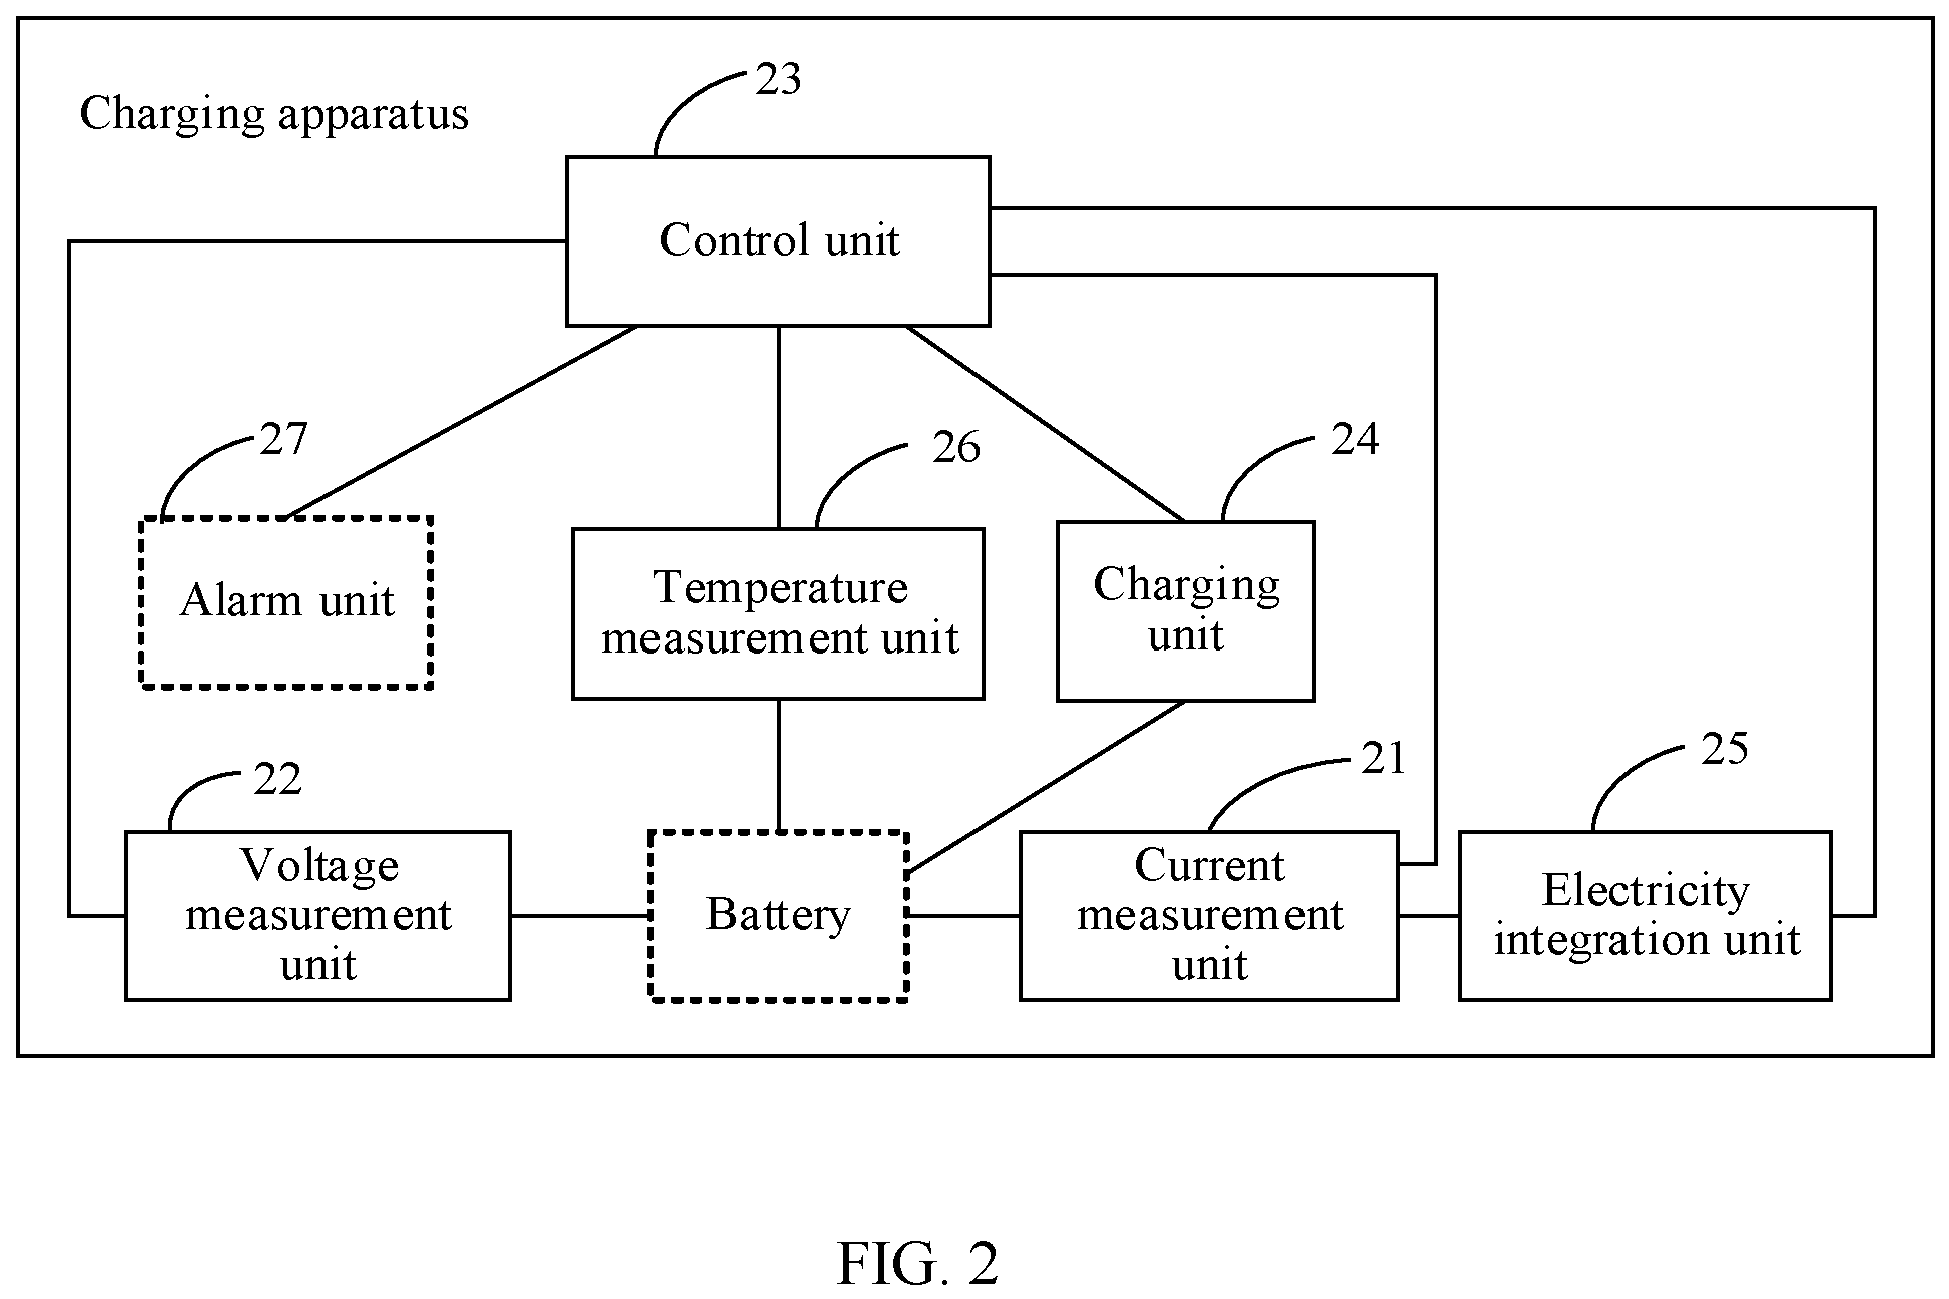 23
Charging apparatus
Control unit
27
26
24
Alarm unit
Temperature
measurement unit
Charging
unit
22
21
25
Voltage
measurement
unit
Battery
Current
measurement
unit
Electricity
integration unit
FIG. 2